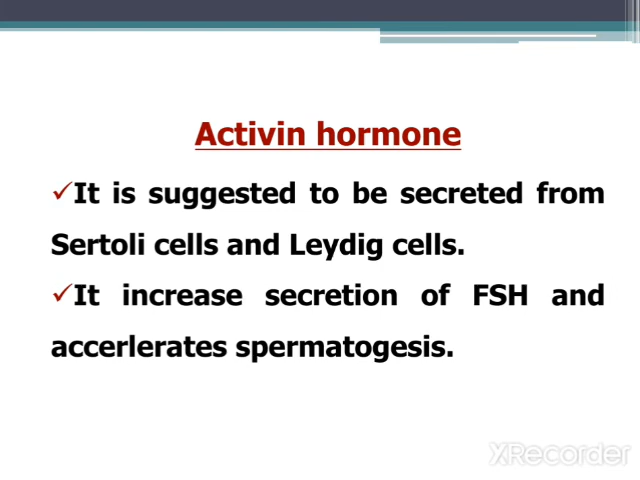 Activin hormone
✓It is suggested to be secreted from
Sertoli cells and Leydig cells.
✓It increase secretion of FSH and
accerlerates spermatogesis.
XRecorder